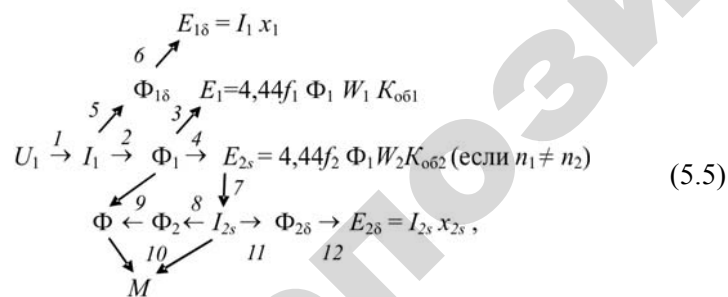 E₁δ = I₁ x₁
6
Φ₁δ E₁=4,44f₁ Φ₁ W₁ Kоб1
5 3
1 2 4
U₁ → I₁ → Φ₁ → E₂ₛ = 4,44f₂ Φ₁W₂Kоб2 (если n₁ ≠ n₂)
(5.5)
7
9 8
Φ ← Φ₂ ← I₂ₛ → Φ₂δ → E₂δ = I₂ₛ x₂ₛ ,
10 11 12
M